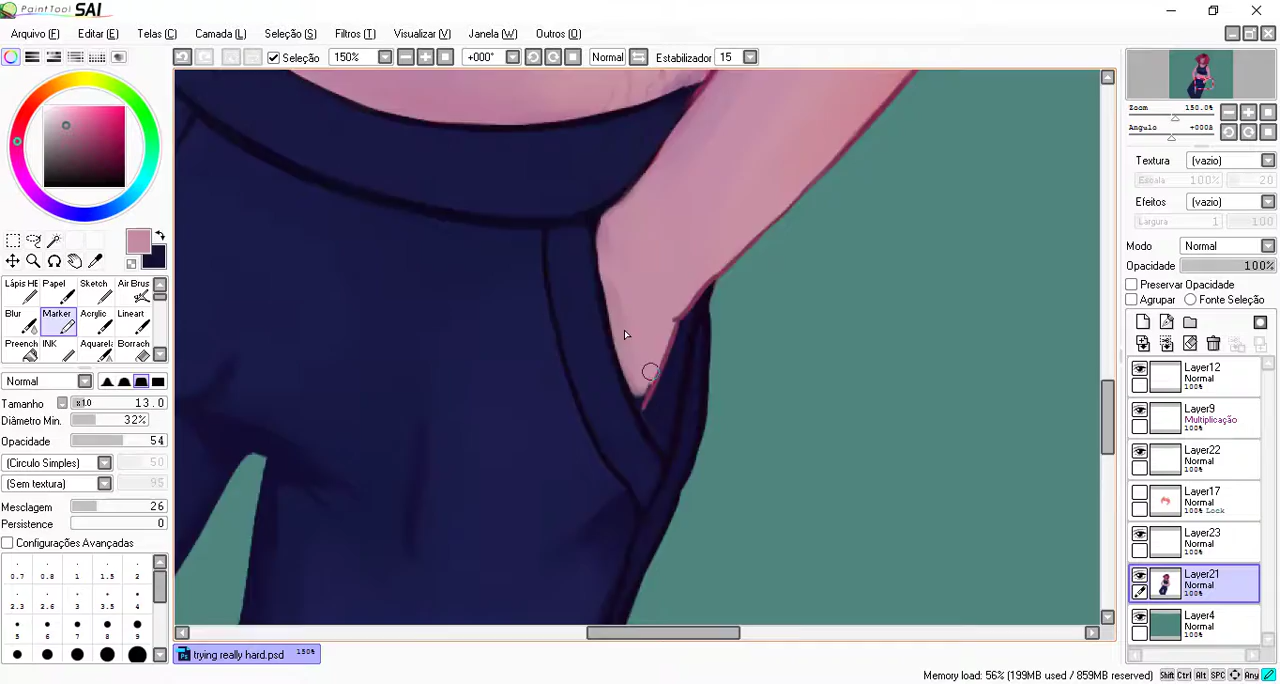 PaintTool SAI
Arquivo (F) Editar (E) Telas (C) Camada (L) Seleção (S) Filtros (T) Visualizar (V) Janela (W) Outros (O)
Seleção 150% +000° Normal Estabilizador 15
Zoom 150.0%
Angulo +000°
Textura (vazio)
Escala 100% 20
Efeitos (vazio)
Largura 1 100
Modo Normal
Opacidade 100%
Preservar Opacidade
Agrupar Fonte Seleção
Lápis HE Papel Sketch Air Brus
Blur Marker Acrylic Lineart
Preench INK Aquarela Borrach
Normal
Tamanho x1.0 13.0
Diâmetro Min. 32%
Opacidade 54
(Circulo Simples) 50
(Sem textura) 95
Mesclagem 26
Persistence 0
Configurações Avançadas
0.7 0.8 1 1.5 2
2.3 2.6 3 3.5 4
5 6 7 8 9
Layer12
Normal
100%
Layer9
Multiplicação
100%
Layer22
Normal
100%
Layer17
Normal
100% Lock
Layer23
Normal
100%
Layer21
Normal
100%
Layer4
Normal
100%
trying really hard.psd 150%
Memory load: 56% (199MB used / 859MB reserved) Shift Ctrl Alt SPC Any